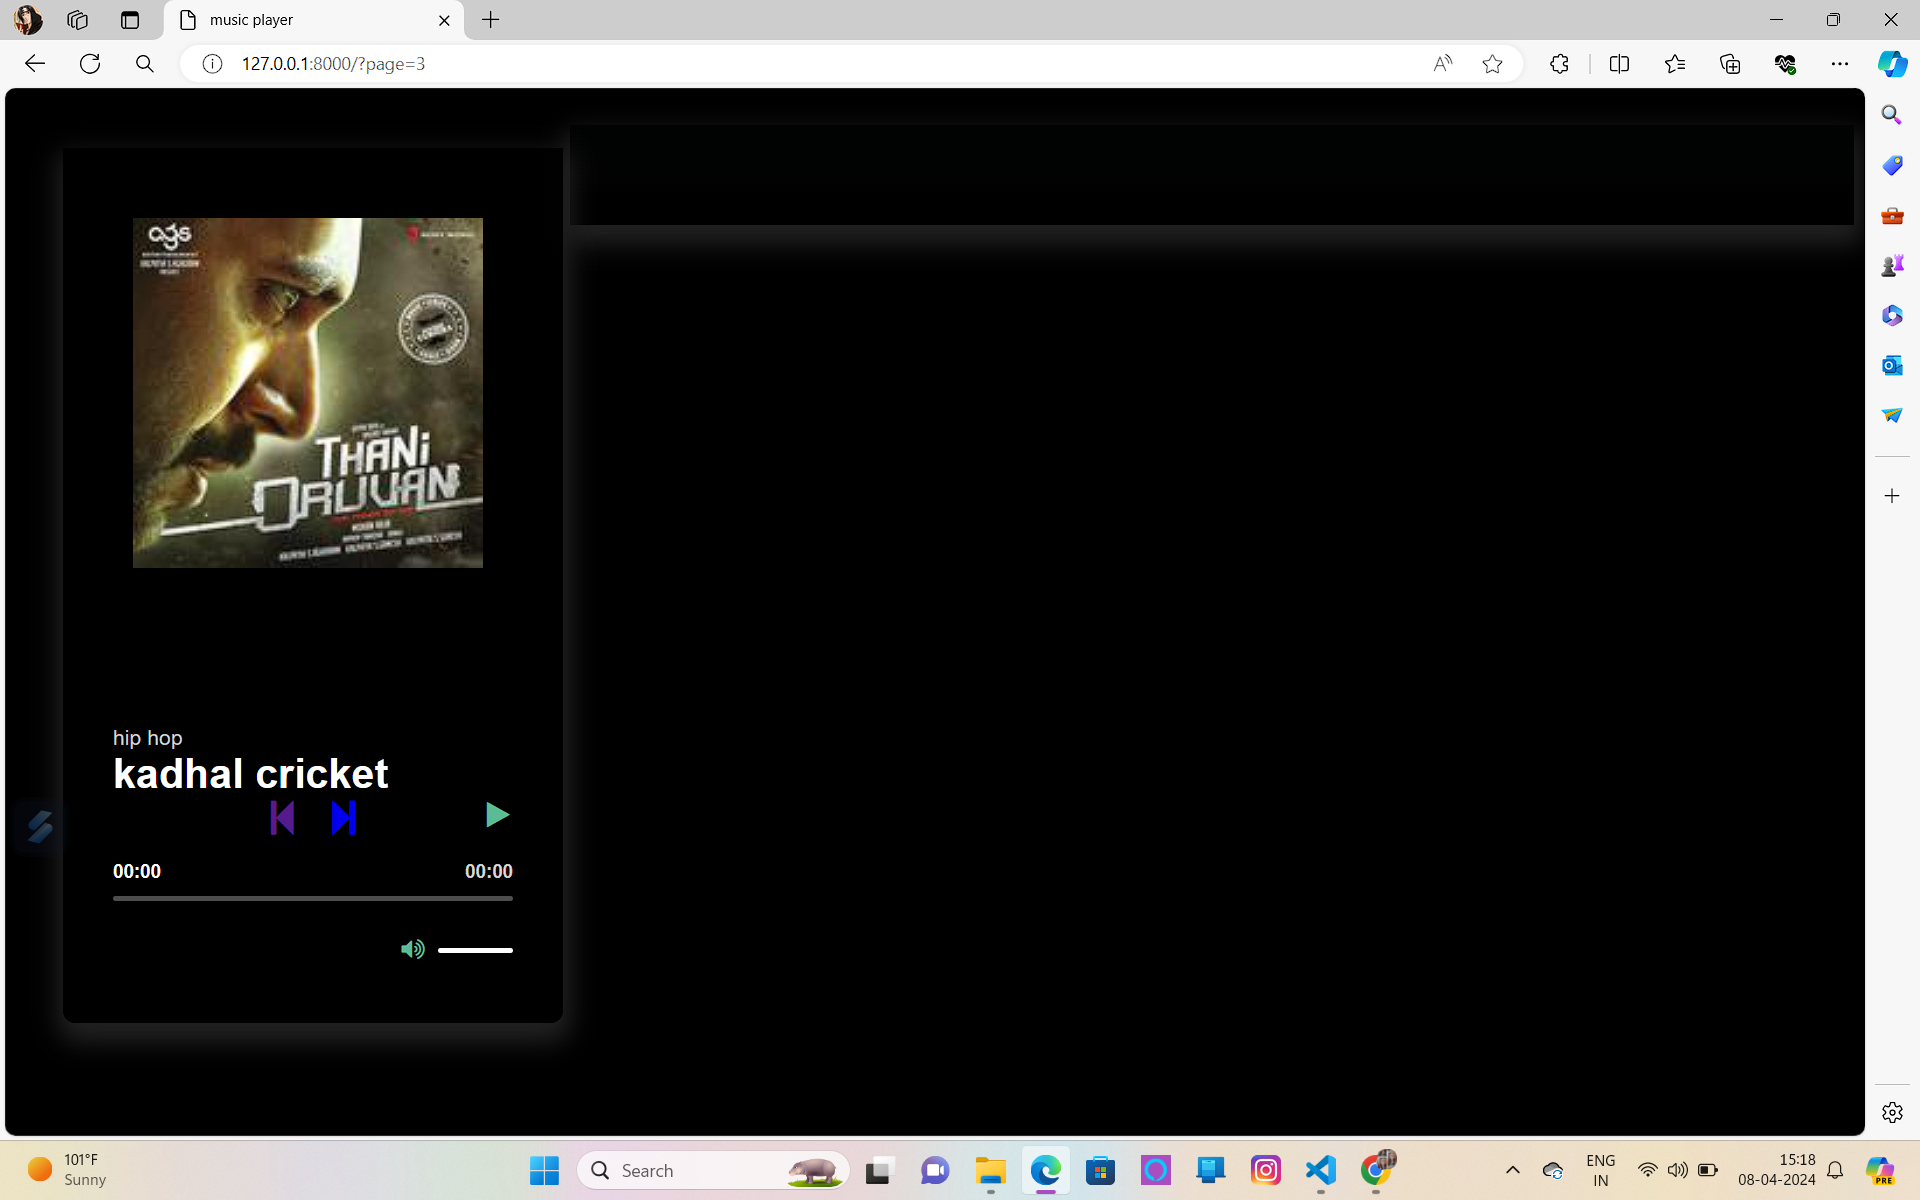 music player
127.0.0.1:8000/?page=3
ags
THANI
ORUVAN
hip hop
kadhal cricket
00:00 00:00
101°F
Sunny
Search
ENG
IN
15:18
08-04-2024
PRE